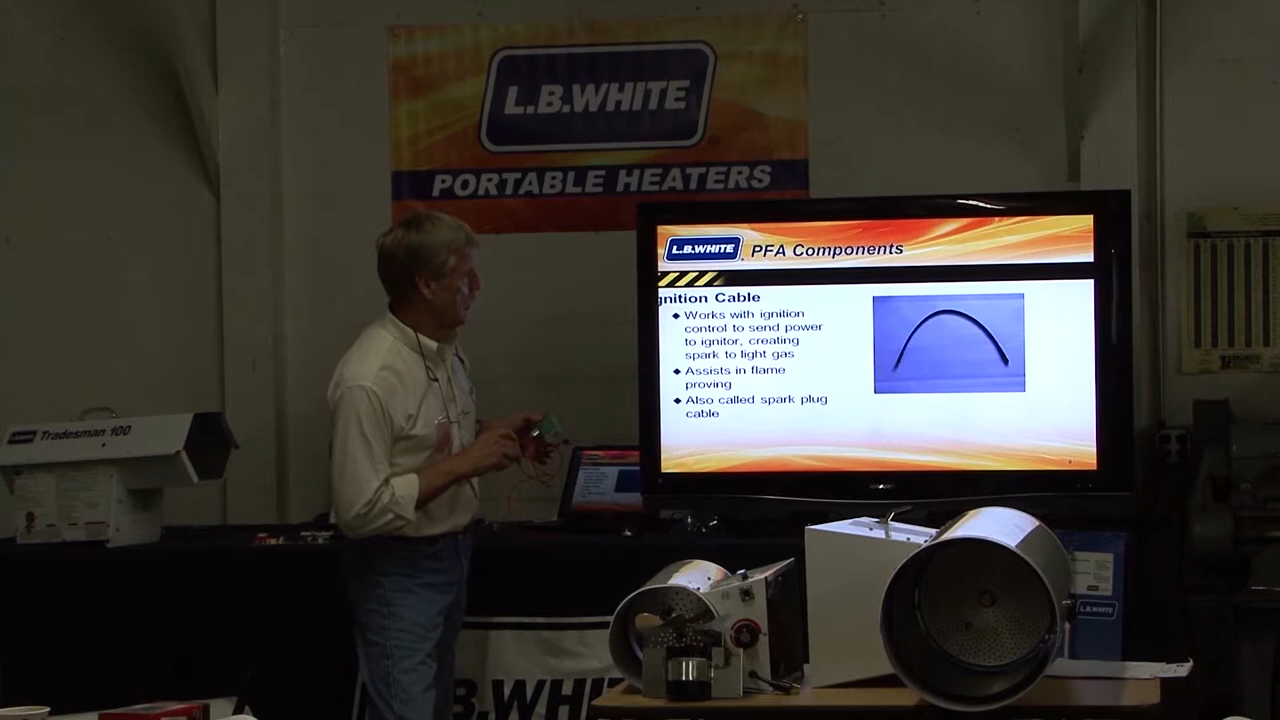 L.B.WHITE
PORTABLE HEATERS
L.B.WHITE
PFA Components
gnition Cable
Works with ignition
control to send power
to ignitor, creating
spark to light gas
Assists in flame
proving
Also called spark plug
cable
Tradesman 100
L.B.WHITE
L.B.WHI